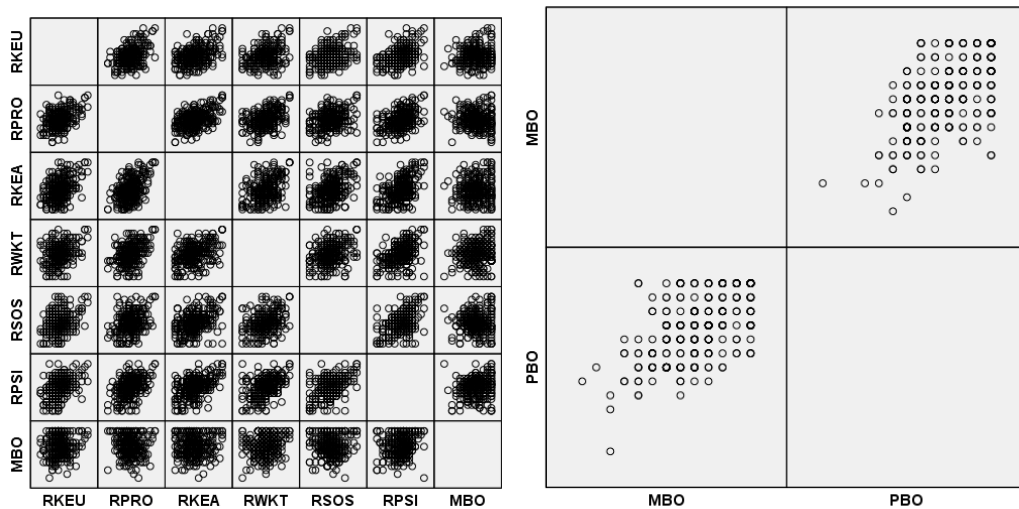 RKEU
RPRO
RKEA
RWKT
RSOS
RPSI
MBO
RKEU RPRO RKEA RWKT RSOS RPSI MBO
MBO
PBO
MBO PBO